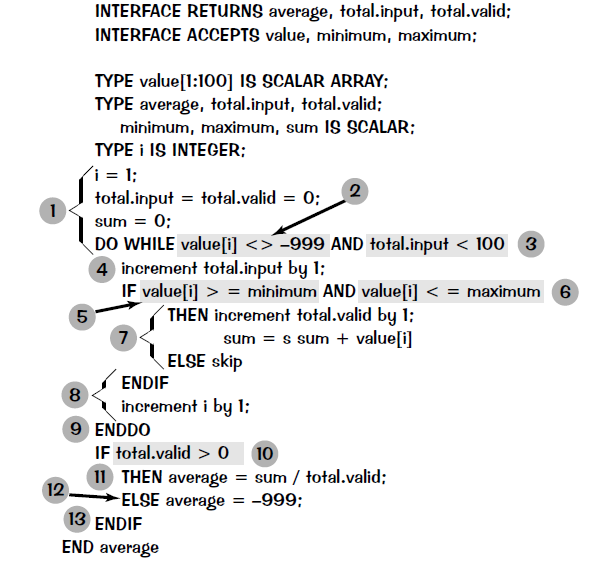 INTERFACE RETURNS average, total.input, total.valid;
INTERFACE ACCEPTS value, minimum, maximum;
TYPE value[1:100] IS SCALAR ARRAY;
TYPE average, total.input, total.valid;
minimum, maximum, sum IS SCALAR;
TYPE i IS INTEGER;
i = 1;
1 total.input = total.valid = 0; 2
sum = 0;
DO WHILE value[i] <> -999 AND total.input < 100 3
4 increment total.input by 1;
IF value[i] > = minimum AND value[i] < = maximum 6
5 THEN increment total.valid by 1;
7 sum = s sum + value[i]
ELSE skip
8 ENDIF
increment i by 1;
9 ENDDO
IF total.valid > 0 10
11 THEN average = sum / total.valid;
12 ELSE average = -999;
13 ENDIF
END average